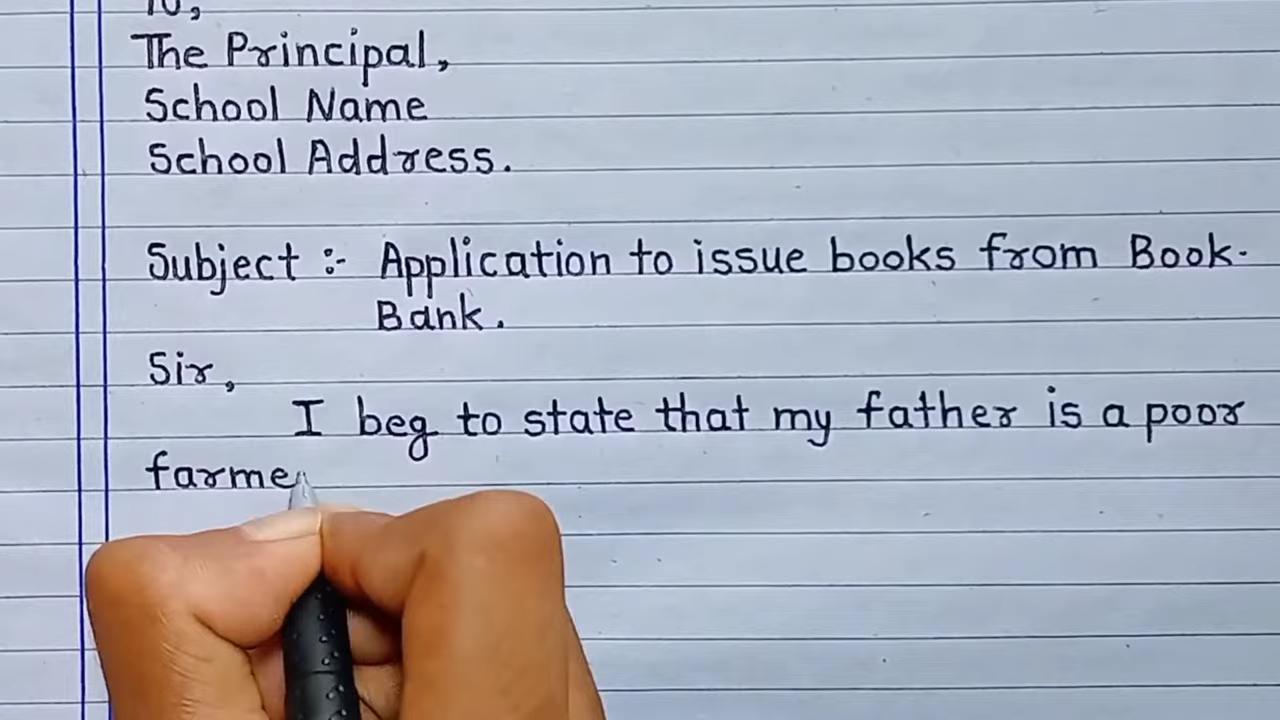 To,
The Principal,
School Name
School Address.
Subject :- Application to issue books from Book-
Bank.
Sir,
I beg to state that my father is a poor
farme